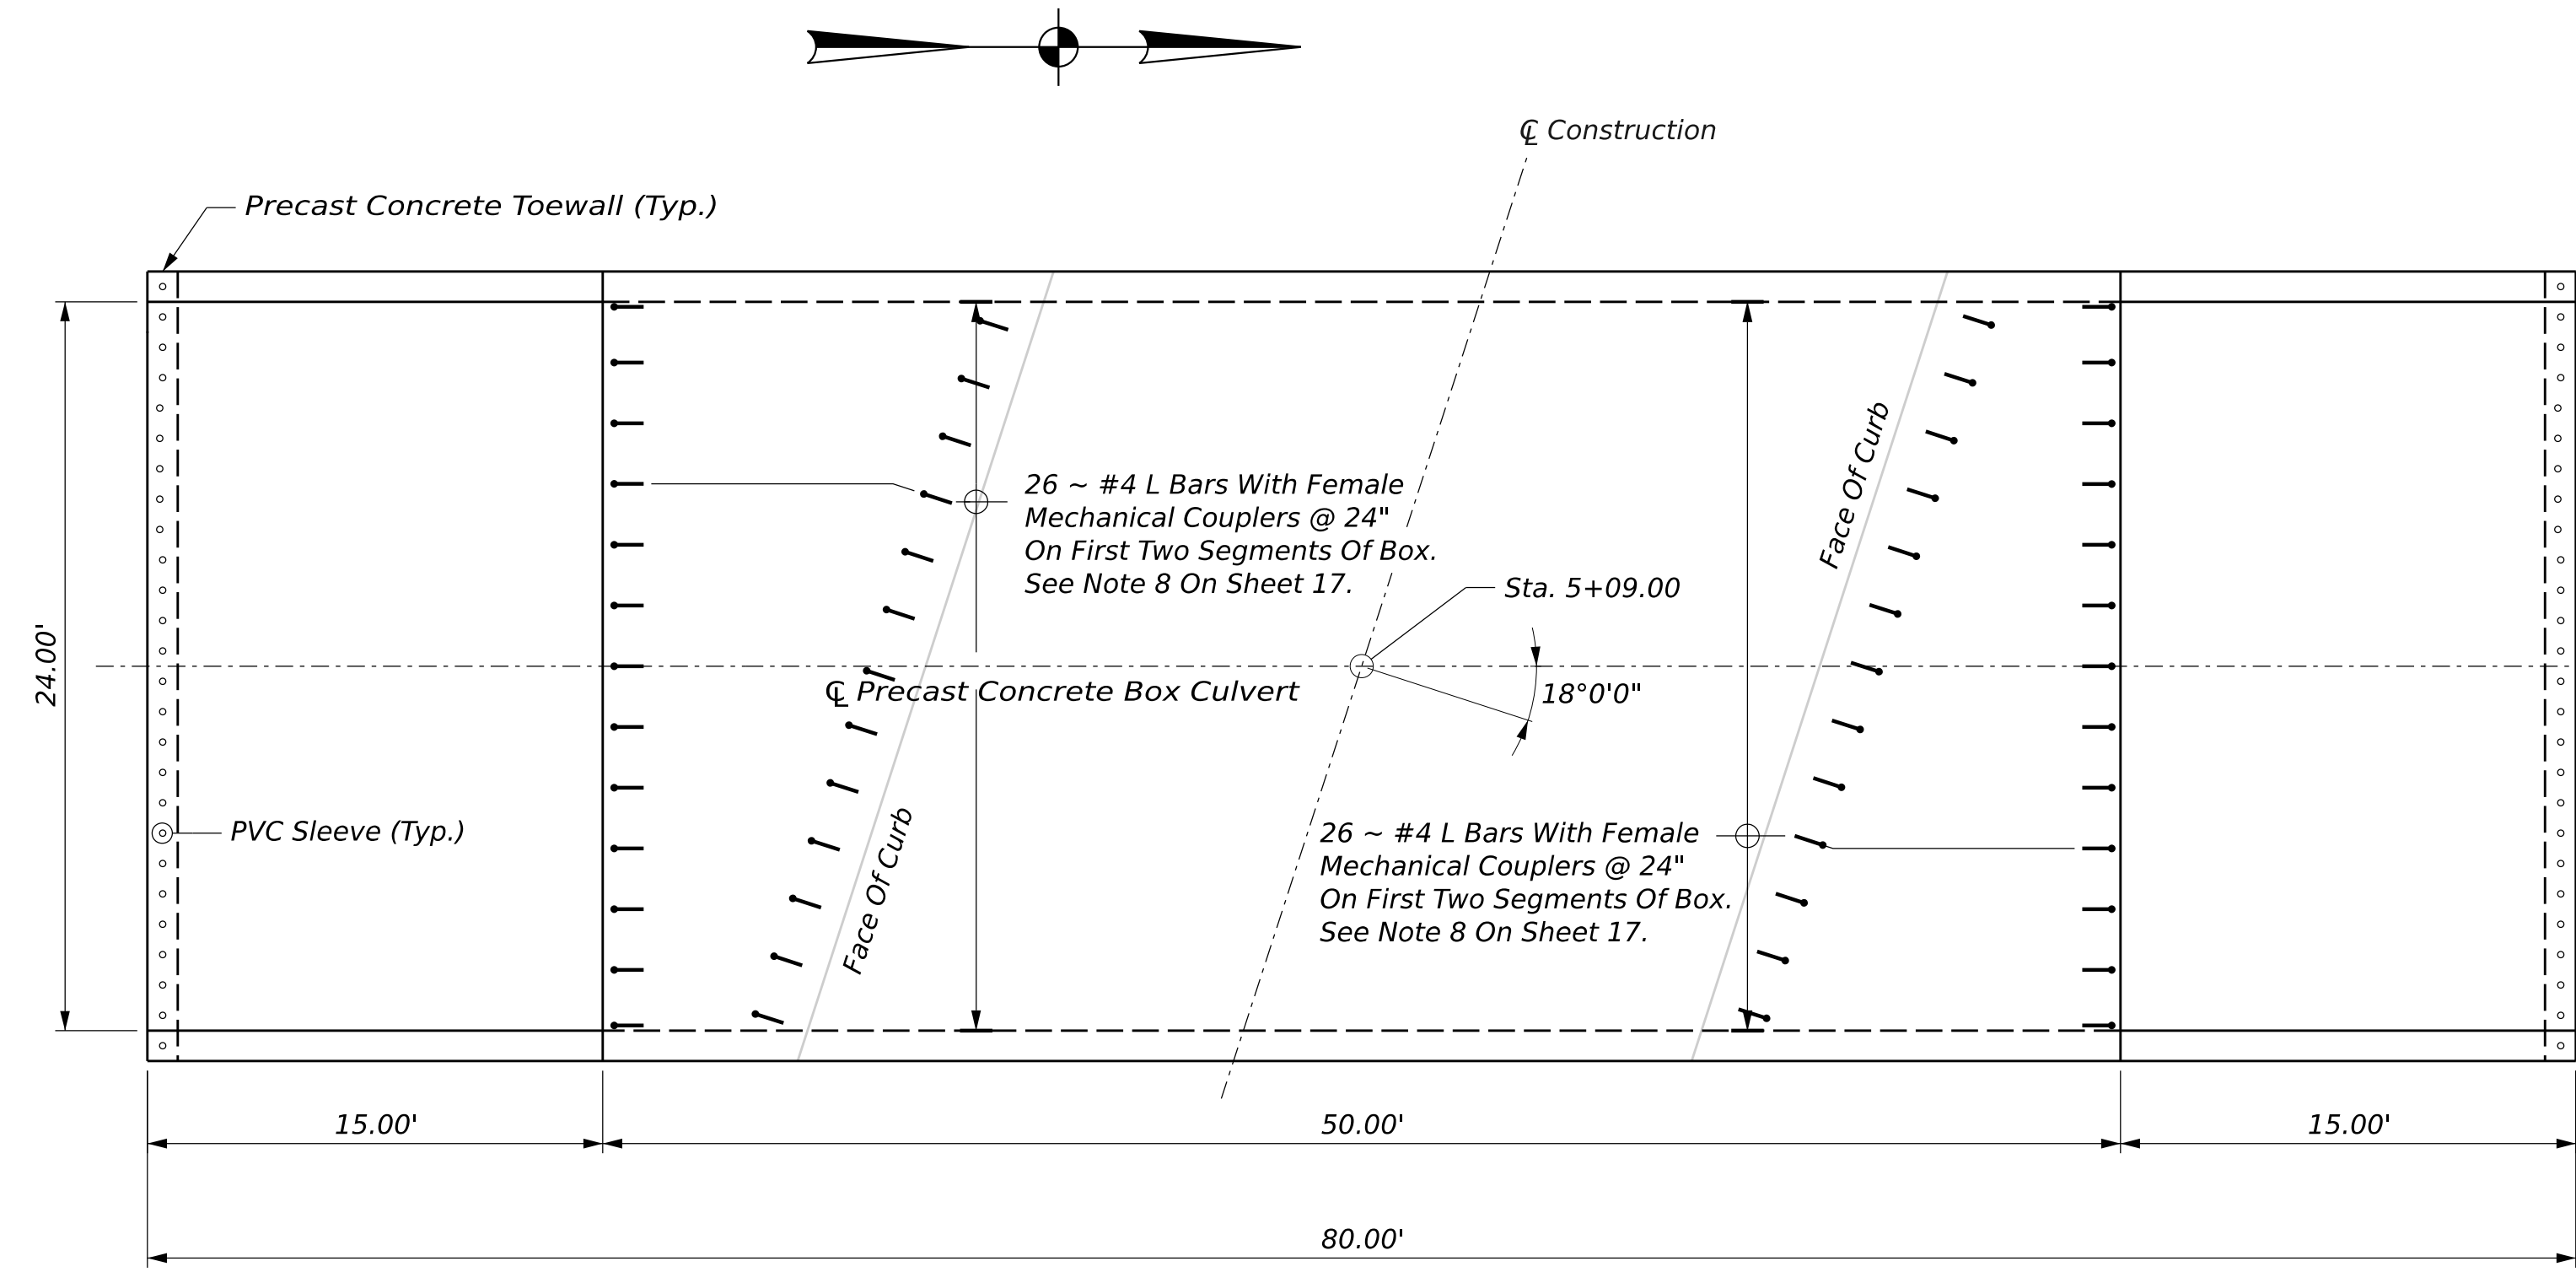 ℄ Construction
Precast Concrete Toewall (Typ.)
Face Of Curb
26 ~ #4 L Bars With Female
Mechanical Couplers @ 24"
On First Two Segments Of Box.
See Note 8 On Sheet 17.
Sta. 5+09.00
24.00'
℄ Precast Concrete Box Culvert
18°0'0"
PVC Sleeve (Typ.)
Face Of Curb
26 ~ #4 L Bars With Female
Mechanical Couplers @ 24"
On First Two Segments Of Box.
See Note 8 On Sheet 17.
15.00'
50.00'
15.00'
80.00'